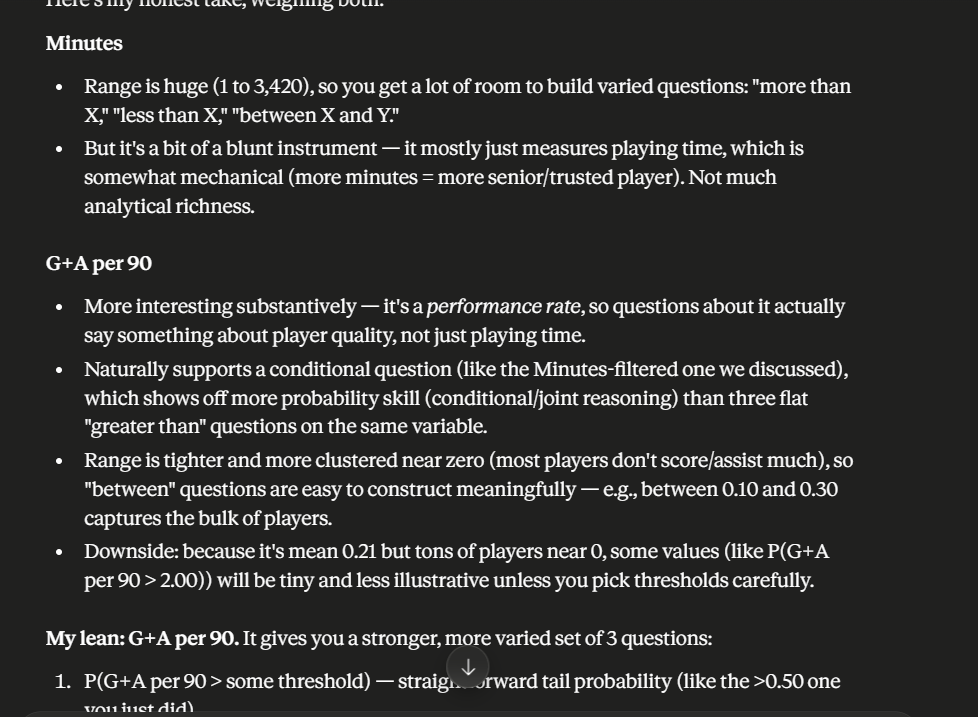 Here's my honest take, weighing both.
Minutes
• Range is huge (1 to 3,420), so you get a lot of room to build varied questions: "more than
X," "less than X," "between X and Y."
• But it's a bit of a blunt instrument — it mostly just measures playing time, which is
somewhat mechanical (more minutes = more senior/trusted player). Not much
analytical richness.
G+A per 90
• More interesting substantively — it's a performance rate, so questions about it actually
say something about player quality, not just playing time.
• Naturally supports a conditional question (like the Minutes-filtered one we discussed),
which shows off more probability skill (conditional/joint reasoning) than three flat
"greater than" questions on the same variable.
• Range is tighter and more clustered near zero (most players don't score/assist much), so
"between" questions are easy to construct meaningfully — e.g., between 0.10 and 0.30
captures the bulk of players.
• Downside: because it's mean 0.21 but tons of players near 0, some values (like P(G+A
per 90 > 2.00)) will be tiny and less illustrative unless you pick thresholds carefully.
My lean: G+A per 90. It gives you a stronger, more varied set of 3 questions:
1. P(G+A per 90 > some threshold) — straightforward tail probability (like the >0.50 one
you just did)